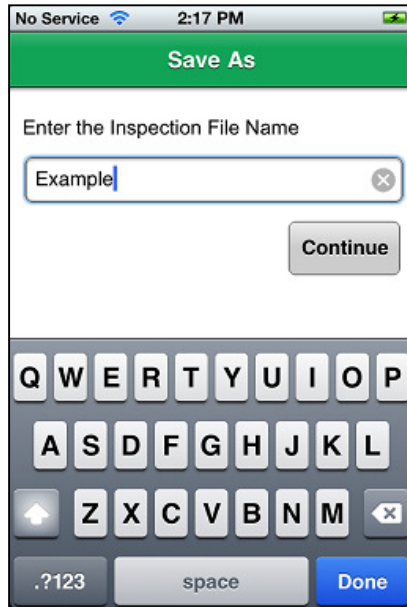 No Service 2:17 PM
Save As
Enter the Inspection File Name
Example
Continue
Q W E R T Y U I O P
A S D F G H J K L
Z X C V B N M
.?123 space Done